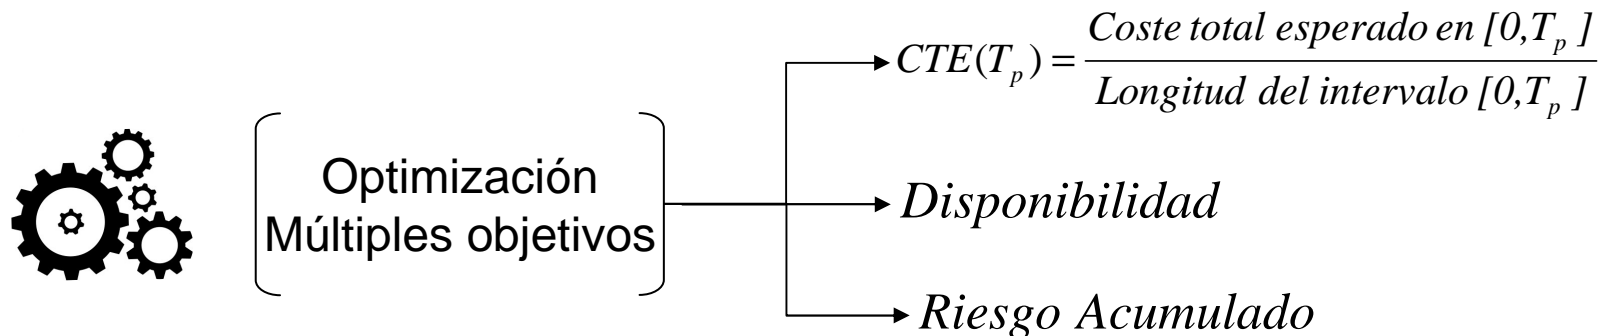 CTE(T_p) = Coste total esperado en [0,T_p ]
Longitud del intervalo [0,T_p ]
Optimización
Múltiples objetivos
Disponibilidad
Riesgo Acumulado